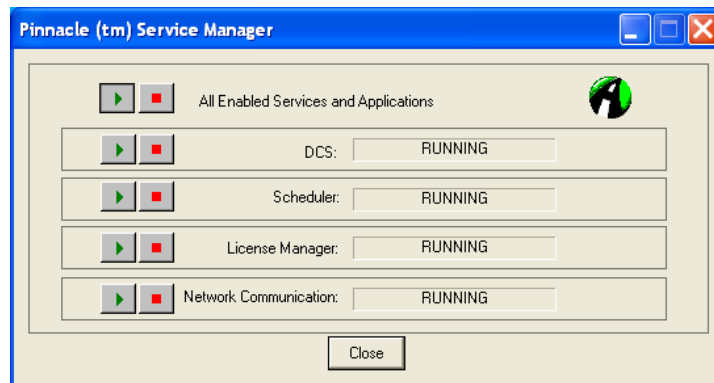 Pinnacle (tm) Service Manager
All Enabled Services and Applications
DCS: RUNNING
Scheduler: RUNNING
License Manager: RUNNING
Network Communication: RUNNING
Close